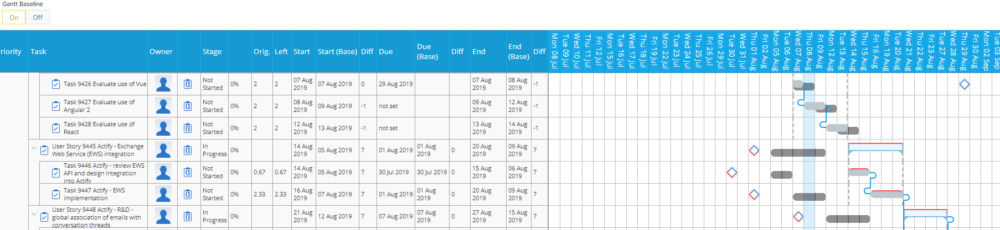 Gantt Baseline
On Off
riority Task Owner Stage Orig. Left Start Start (Base) Diff Due Due (Base) Diff End End (Base) Diff
Mon 08 Jul Tue 09 Jul Wed 10 Jul Thu 11 Jul Fri 12 Jul Mon 15 Jul Tue 16 Jul Wed 17 Jul Thu 18 Jul Fri 19 Jul Mon 22 Jul Tue 23 Jul Wed 24 Jul Thu 25 Jul Fri 26 Jul Mon 29 Jul Tue 30 Jul Wed 31 Jul Thu 01 Aug Fri 02 Aug Mon 05 Aug Tue 06 Aug Wed 07 Aug Thu 08 Aug Fri 09 Aug Mon 12 Aug Tue 13 Aug Wed 14 Aug Thu 15 Aug Fri 16 Aug Mon 19 Aug Tue 20 Aug Wed 21 Aug Thu 22 Aug Fri 23 Aug Mon 26 Aug Tue 27 Aug Wed 28 Aug Thu 29 Aug Fri 30 Aug Mon 02 Sep Tue 03 Sep
Task 9426 Evaluate use of Vue Not Started 0% 2 2 07 Aug 2019 07 Aug 2019 0 29 Aug 2019 07 Aug 2019 08 Aug 2019 -1
Task 9427 Evaluate use of Angular 2 Not Started 0% 2 2 08 Aug 2019 09 Aug 2019 -1 not set 09 Aug 2019 12 Aug 2019 -1
Task 9428 Evaluate use of React Not Started 0% 2 2 12 Aug 2019 13 Aug 2019 -1 not set 13 Aug 2019 14 Aug 2019 -1
User Story 9445 Actify - Exchange Web Service (EWS) integration In Progress 0% 14 Aug 2019 05 Aug 2019 7 01 Aug 2019 01 Aug 2019 0 20 Aug 2019 09 Aug 2019 7
Task 9446 Actify - review EWS API and design integration into Actify Not Started 0% 0.67 0.67 14 Aug 2019 05 Aug 2019 7 30 Jul 2019 30 Jul 2019 0 15 Aug 2019 06 Aug 2019 7
Task 9447 Actify - EWS implementation Not Started 0% 2.33 2.33 16 Aug 2019 07 Aug 2019 7 01 Aug 2019 01 Aug 2019 0 20 Aug 2019 09 Aug 2019 7
User Story 9448 Actify - R&D - global association of emails with conversation threads In Progress 0% 21 Aug 2019 12 Aug 2019 7 07 Aug 2019 07 Aug 2019 0 27 Aug 2019 15 Aug 2019 7